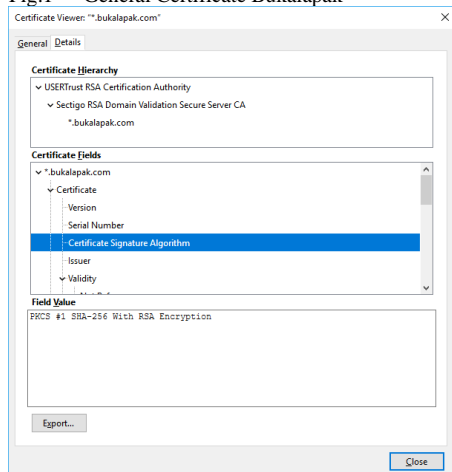 Fig.1 General Certificate Bukalapak
Certificate Viewer: "*.bukalapak.com"
General Details
Certificate Hierarchy
USERTrust RSA Certification Authority
Sectigo RSA Domain Validation Secure Server CA
*.bukalapak.com
Certificate Fields
*.bukalapak.com
Certificate
Version
Serial Number
Certificate Signature Algorithm
Issuer
Validity
Field Value
PKCS #1 SHA-256 With RSA Encryption
Export...
Close